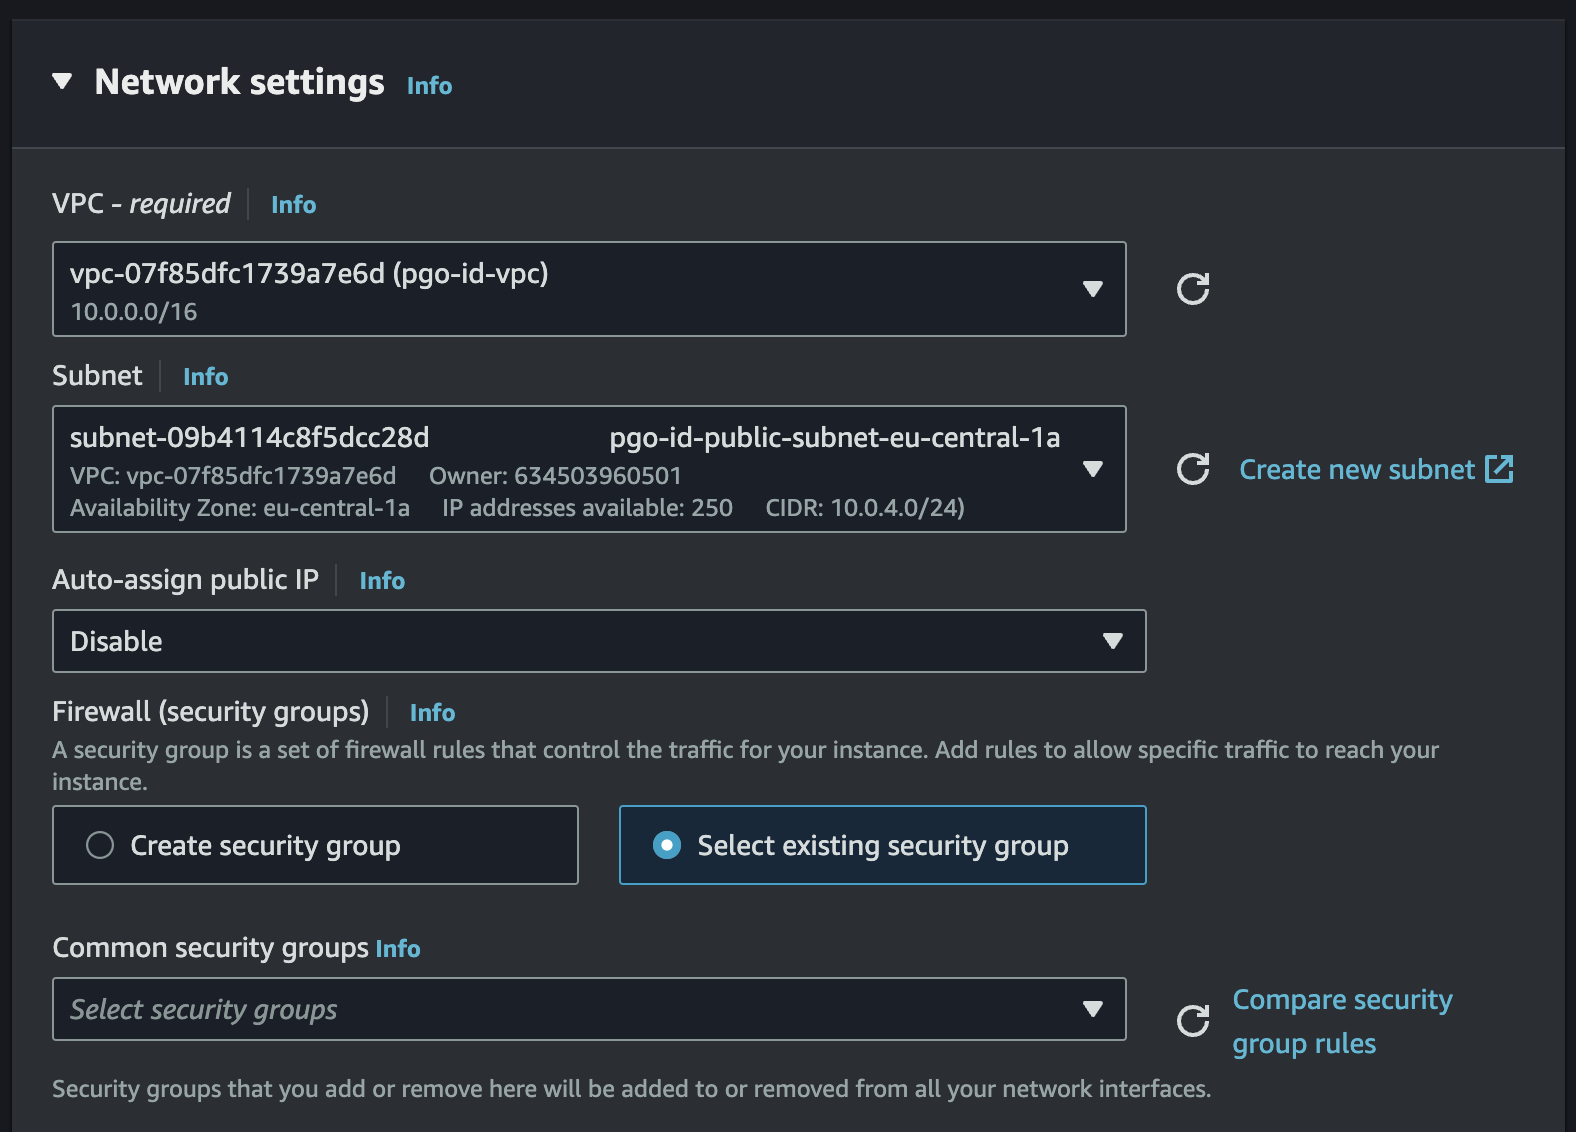 Network settings Info
VPC - required Info
vpc-07f85dfc1739a7e6d (pgo-id-vpc)
10.0.0.0/16
Subnet Info
subnet-09b4114c8f5dcc28d pgo-id-public-subnet-eu-central-1a
VPC: vpc-07f85dfc1739a7e6d Owner: 634503960501
Availability Zone: eu-central-1a IP addresses available: 250 CIDR: 10.0.4.0/24)
Create new subnet
Auto-assign public IP Info
Disable
Firewall (security groups) Info
A security group is a set of firewall rules that control the traffic for your instance. Add rules to allow specific traffic to reach your
instance.
Create security group Select existing security group
Common security groups Info
Select security groups
Compare security
group rules
Security groups that you add or remove here will be added to or removed from all your network interfaces.